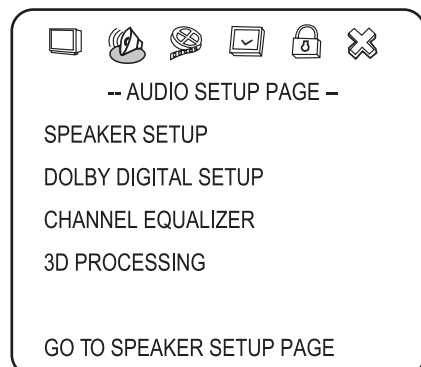 -- AUDIO SETUP PAGE –
SPEAKER SETUP
DOLBY DIGITAL SETUP
CHANNEL EQUALIZER
3D PROCESSING
GO TO SPEAKER SETUP PAGE